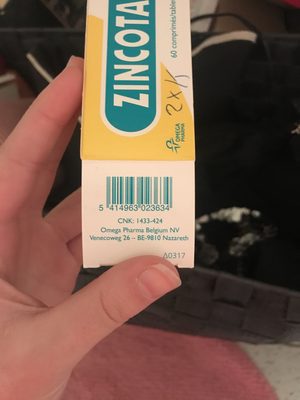 ZINCOTA
60 comprimés/table
2 x K
OMEGA
PHARMA
5 414963 023634
CNK: 1433-424
Omega Pharma Belgium NV
Venecoweg 26 - BE-9810 Nazareth
A0317